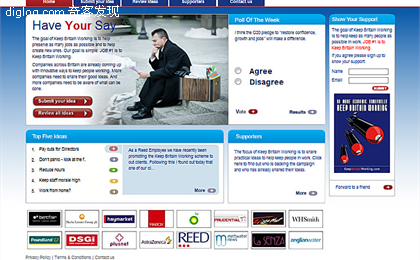 digloq.com 奇客发现
Home
Submit your idea
Review ideas
Supporters
Contact us
Have Your Say
The goal of Keep Britain Working is to help
preserve as many jobs as possible and to help
create new ones. Our goal is simple: JOB #1 is to
Keep Britain Working.
Companies across Britain are already coming
up with innovative ways to keep people working. More
companies need to share their good ideas. And
more companies need to be aware of what can be
done.
Submit your idea
Review all ideas
Poll Of The Week
I think the G20 pledge to "restore confidence,
growth and jobs" will make a difference.
Agree
Disagree
Vote
Results
Show Your Support
The goal of Keep Britain Working
is to help keep as many people
as possible in work. JOB #1 IS TO
Keep Britain Working.
If you agree please sign up to
show your support.
Name
Email
submit
KEEP BRITAIN WORKING
KeepBritainWorking.com
Forward to a friend
Top Five Ideas
1. Pay cuts for Directors
2. Don't panic - look at the f..
3. Reduce hours
4. Keep staff morale high
5. Work from home?
As a Reed Employee we have recently been
promoting the Keep Britain Working scheme to
our clients. Following this I found out today that
one of our cl...
More
Supporters
The focus of Keep Britain Working is to share
practical ideas to help keep people in work. Click
here to find out who is backing the campaign
and who has already shared their ideas.
More
haymarket
bp
PRUDENTIAL
WHSmith
Poundland
DSGi
plusnet
AstraZeneca
REED
anglianwater
Privacy Policy | Terms & Conditions | Contact us